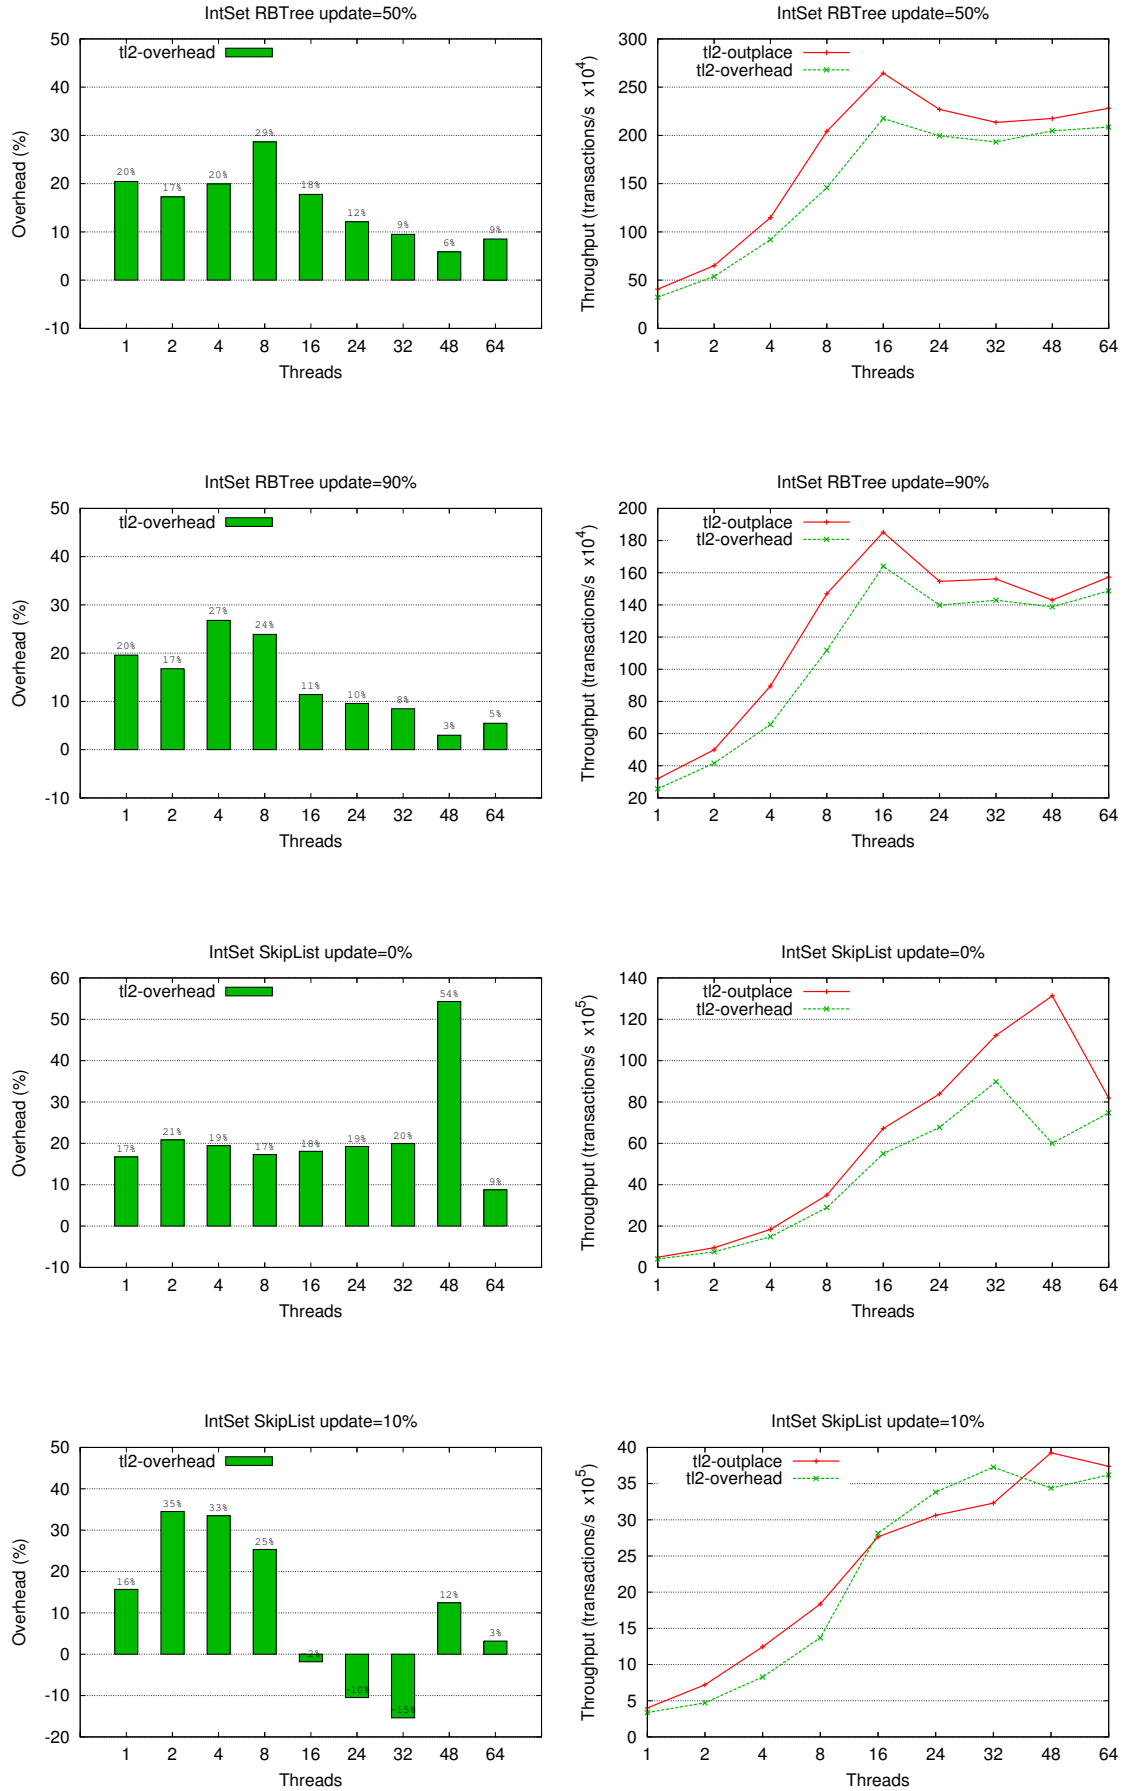 IntSet RBTree update=50%
Overhead (%)
50
40
30
20
10
0
-10
tl2-overhead
20%
17%
20%
29%
18%
12%
9%
6%
9%
1 2 4 8 16 24 32 48 64
Threads
IntSet RBTree update=50%
Throughput (transactions/s x10^4)
300
250
200
150
100
50
0
tl2-outplace
tl2-overhead
1 2 4 8 16 24 32 48 64
Threads
IntSet RBTree update=90%
Overhead (%)
50
40
30
20
10
0
-10
tl2-overhead
20%
17%
27%
24%
11%
10%
8%
3%
5%
1 2 4 8 16 24 32 48 64
Threads
IntSet RBTree update=90%
Throughput (transactions/s x10^4)
200
180
160
140
120
100
80
60
40
20
tl2-outplace
tl2-overhead
1 2 4 8 16 24 32 48 64
Threads
IntSet SkipList update=0%
Overhead (%)
60
50
40
30
20
10
0
-10
tl2-overhead
17%
21%
19%
17%
18%
19%
20%
54%
9%
1 2 4 8 16 24 32 48 64
Threads
IntSet SkipList update=0%
Throughput (transactions/s x10^5)
140
120
100
80
60
40
20
0
tl2-outplace
tl2-overhead
1 2 4 8 16 24 32 48 64
Threads
IntSet SkipList update=10%
Overhead (%)
50
40
30
20
10
0
-10
-20
tl2-overhead
16%
35%
33%
25%
-2%
-10%
-15%
12%
3%
1 2 4 8 16 24 32 48 64
Threads
IntSet SkipList update=10%
Throughput (transactions/s x10^5)
40
35
30
25
20
15
10
5
0
tl2-outplace
tl2-overhead
1 2 4 8 16 24 32 48 64
Threads